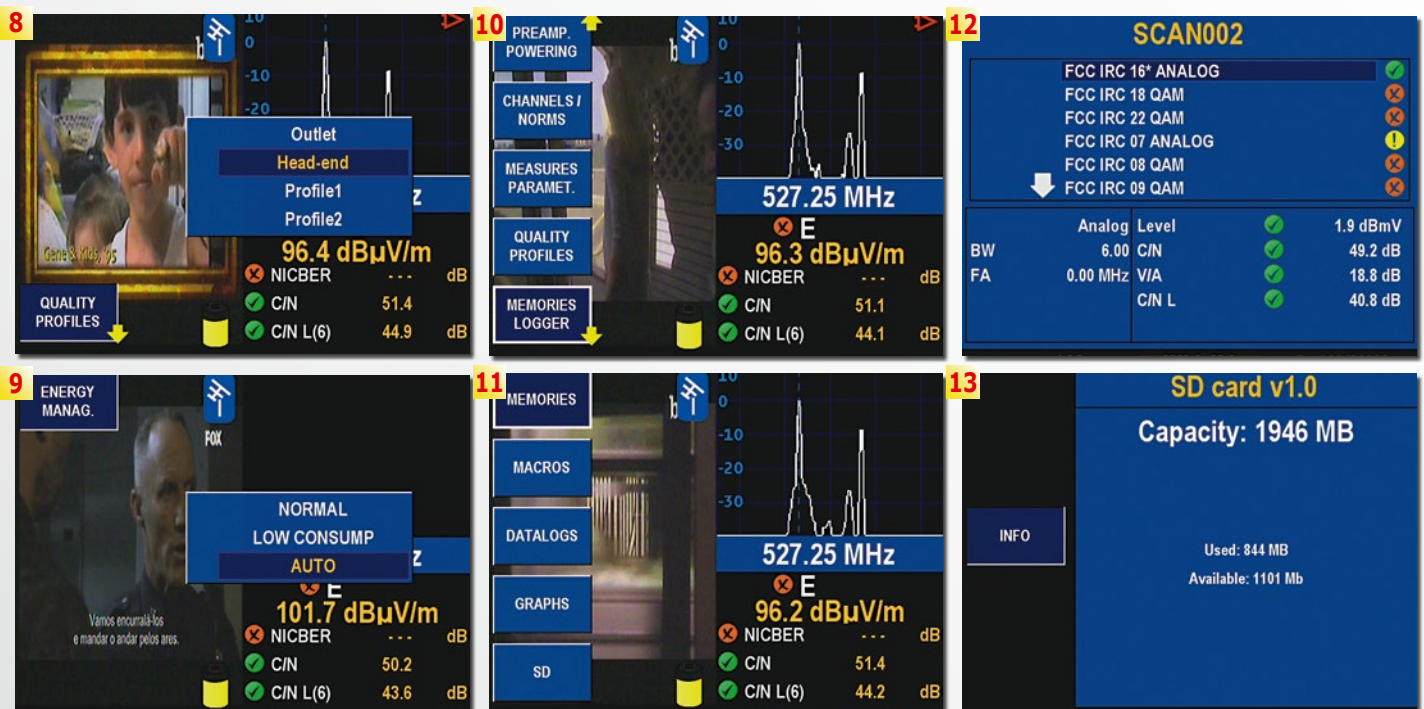 8
10
0
-10
-20
b
Outlet
Head-end
Profile1
Profile2
Z
96.4 dBµV/m
NICBER --- dB
C/N 51.4
C/N L(6) 44.9 dB
Gene & Kids, '95
QUALITY
PROFILES
10
PREAMP.
POWERING
CHANNELS /
NORMS
MEASURES
PARAMET.
QUALITY
PROFILES
MEMORIES
LOGGER
b
10
0
-10
-20
-30
527.25 MHz
E
96.3 dBµV/m
NICBER --- dB
C/N 51.1
C/N L(6) 44.1 dB
12
SCAN002
FCC IRC 16* ANALOG
FCC IRC 18 QAM
FCC IRC 22 QAM
FCC IRC 07 ANALOG
FCC IRC 08 QAM
FCC IRC 09 QAM
Analog Level 1.9 dBmV
BW 6.00 C/N 49.2 dB
FA 0.00 MHz V/A 18.8 dB
C/N L 40.8 dB
9
ENERGY
MANAG.
FOX
NORMAL
LOW CONSUMP
AUTO
Z
E
101.7 dBµV/m
NICBER --- dB
C/N 50.2
C/N L(6) 43.6 dB
Vamos encurralá-los
e mandar o andar pelos ares.
11
MEMORIES
MACROS
DATALOGS
GRAPHS
SD
b
10
0
-10
-20
-30
527.25 MHz
E
96.2 dBµV/m
NICBER --- dB
C/N 51.4
C/N L(6) 44.2 dB
13
SD card v1.0
Capacity: 1946 MB
INFO
Used: 844 MB
Available: 1101 Mb